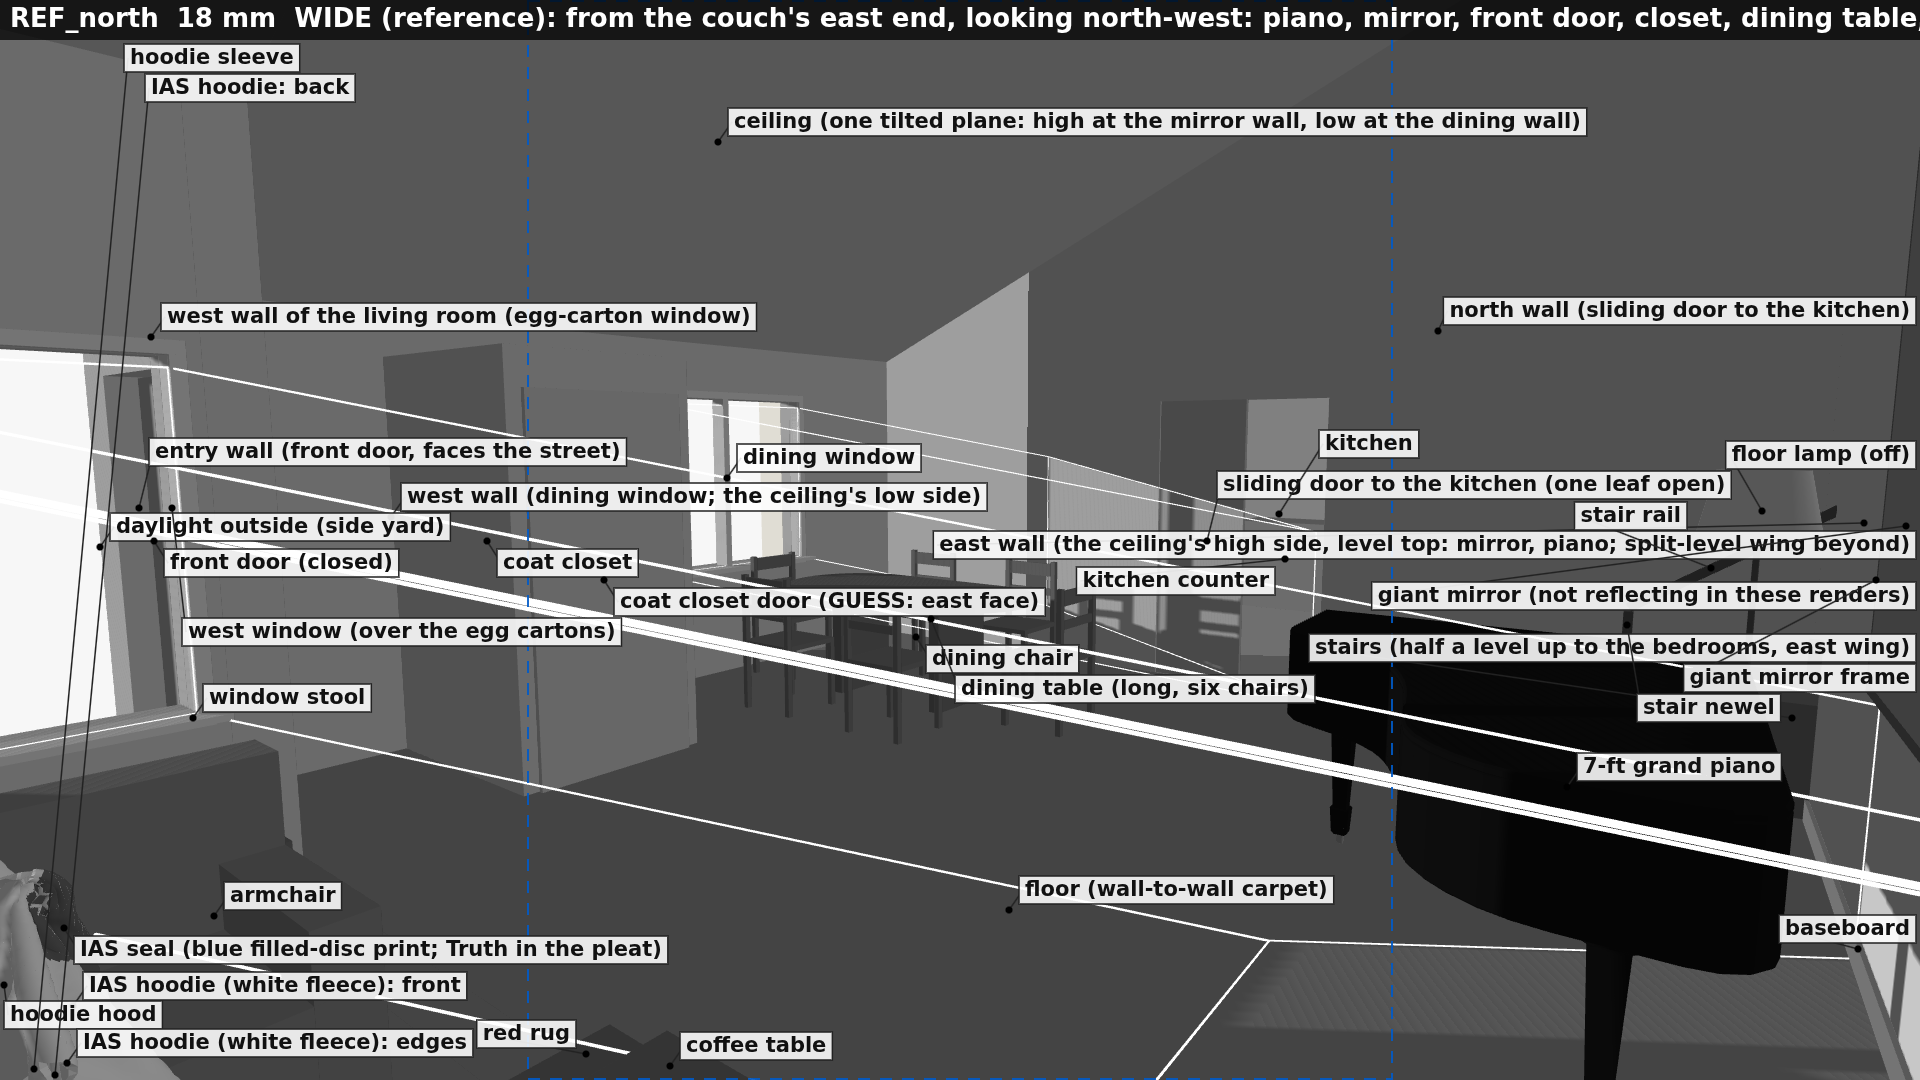 REF_north 18 mm WIDE (reference): from the couch's east end, looking north-west: piano, mirror, front door, closet, dining table,
hoodie sleeve
IAS hoodie: back
ceiling (one tilted plane: high at the mirror wall, low at the dining wall)
west wall of the living room (egg-carton window)
north wall (sliding door to the kitchen)
entry wall (front door, faces the street)
dining window
kitchen
floor lamp (off)
west wall (dining window; the ceiling's low side)
sliding door to the kitchen (one leaf open)
daylight outside (side yard)
stair rail
front door (closed)
coat closet
east wall (the ceiling's high side, level top: mirror, piano; split-level wing beyond)
kitchen counter
coat closet door (GUESS: east face)
giant mirror (not reflecting in these renders)
west window (over the egg cartons)
dining chair
stairs (half a level up to the bedrooms, east wing)
window stool
dining table (long, six chairs)
giant mirror frame
stair newel
7-ft grand piano
armchair
floor (wall-to-wall carpet)
baseboard
IAS seal (blue filled-disc print; Truth in the pleat)
IAS hoodie (white fleece): front
hoodie hood
IAS hoodie (white fleece): edges
red rug
coffee table